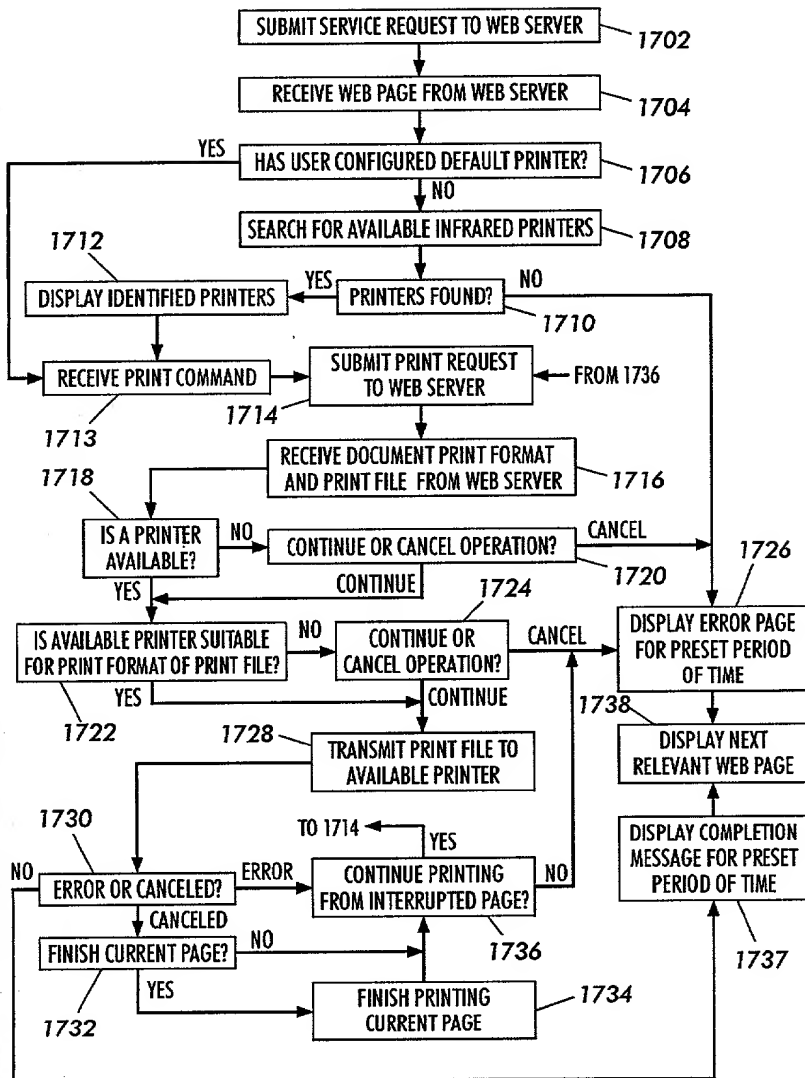 SUBMIT SERVICE REQUEST TO WEB SERVER
1702
RECEIVE WEB PAGE FROM WEB SERVER
1704
YES
HAS USER CONFIGURED DEFAULT PRINTER?
1706
NO
SEARCH FOR AVAILABLE INFRARED PRINTERS
1708
1712
DISPLAY IDENTIFIED PRINTERS
YES
PRINTERS FOUND?
NO
1710
RECEIVE PRINT COMMAND
1713
SUBMIT PRINT REQUEST
TO WEB SERVER
1714
FROM 1736
RECEIVE DOCUMENT PRINT FORMAT
AND PRINT FILE FROM WEB SERVER
1716
1718
IS A PRINTER
AVAILABLE?
NO
CONTINUE OR CANCEL OPERATION?
CANCEL
1720
YES
CONTINUE
1724
1726
IS AVAILABLE PRINTER SUITABLE
FOR PRINT FORMAT OF PRINT FILE?
NO
CONTINUE OR
CANCEL OPERATION?
CANCEL
DISPLAY ERROR PAGE
FOR PRESET PERIOD
OF TIME
1722
YES
CONTINUE
1728
TRANSMIT PRINT FILE TO
AVAILABLE PRINTER
1738
DISPLAY NEXT
RELEVANT WEB PAGE
1730
TO 1714
YES
NO
ERROR OR CANCELED?
ERROR
CONTINUE PRINTING
FROM INTERRUPTED PAGE?
NO
1736
DISPLAY COMPLETION
MESSAGE FOR PRESET
PERIOD OF TIME
1737
CANCELED
FINISH CURRENT PAGE?
NO
1732
YES
FINISH PRINTING
CURRENT PAGE
1734